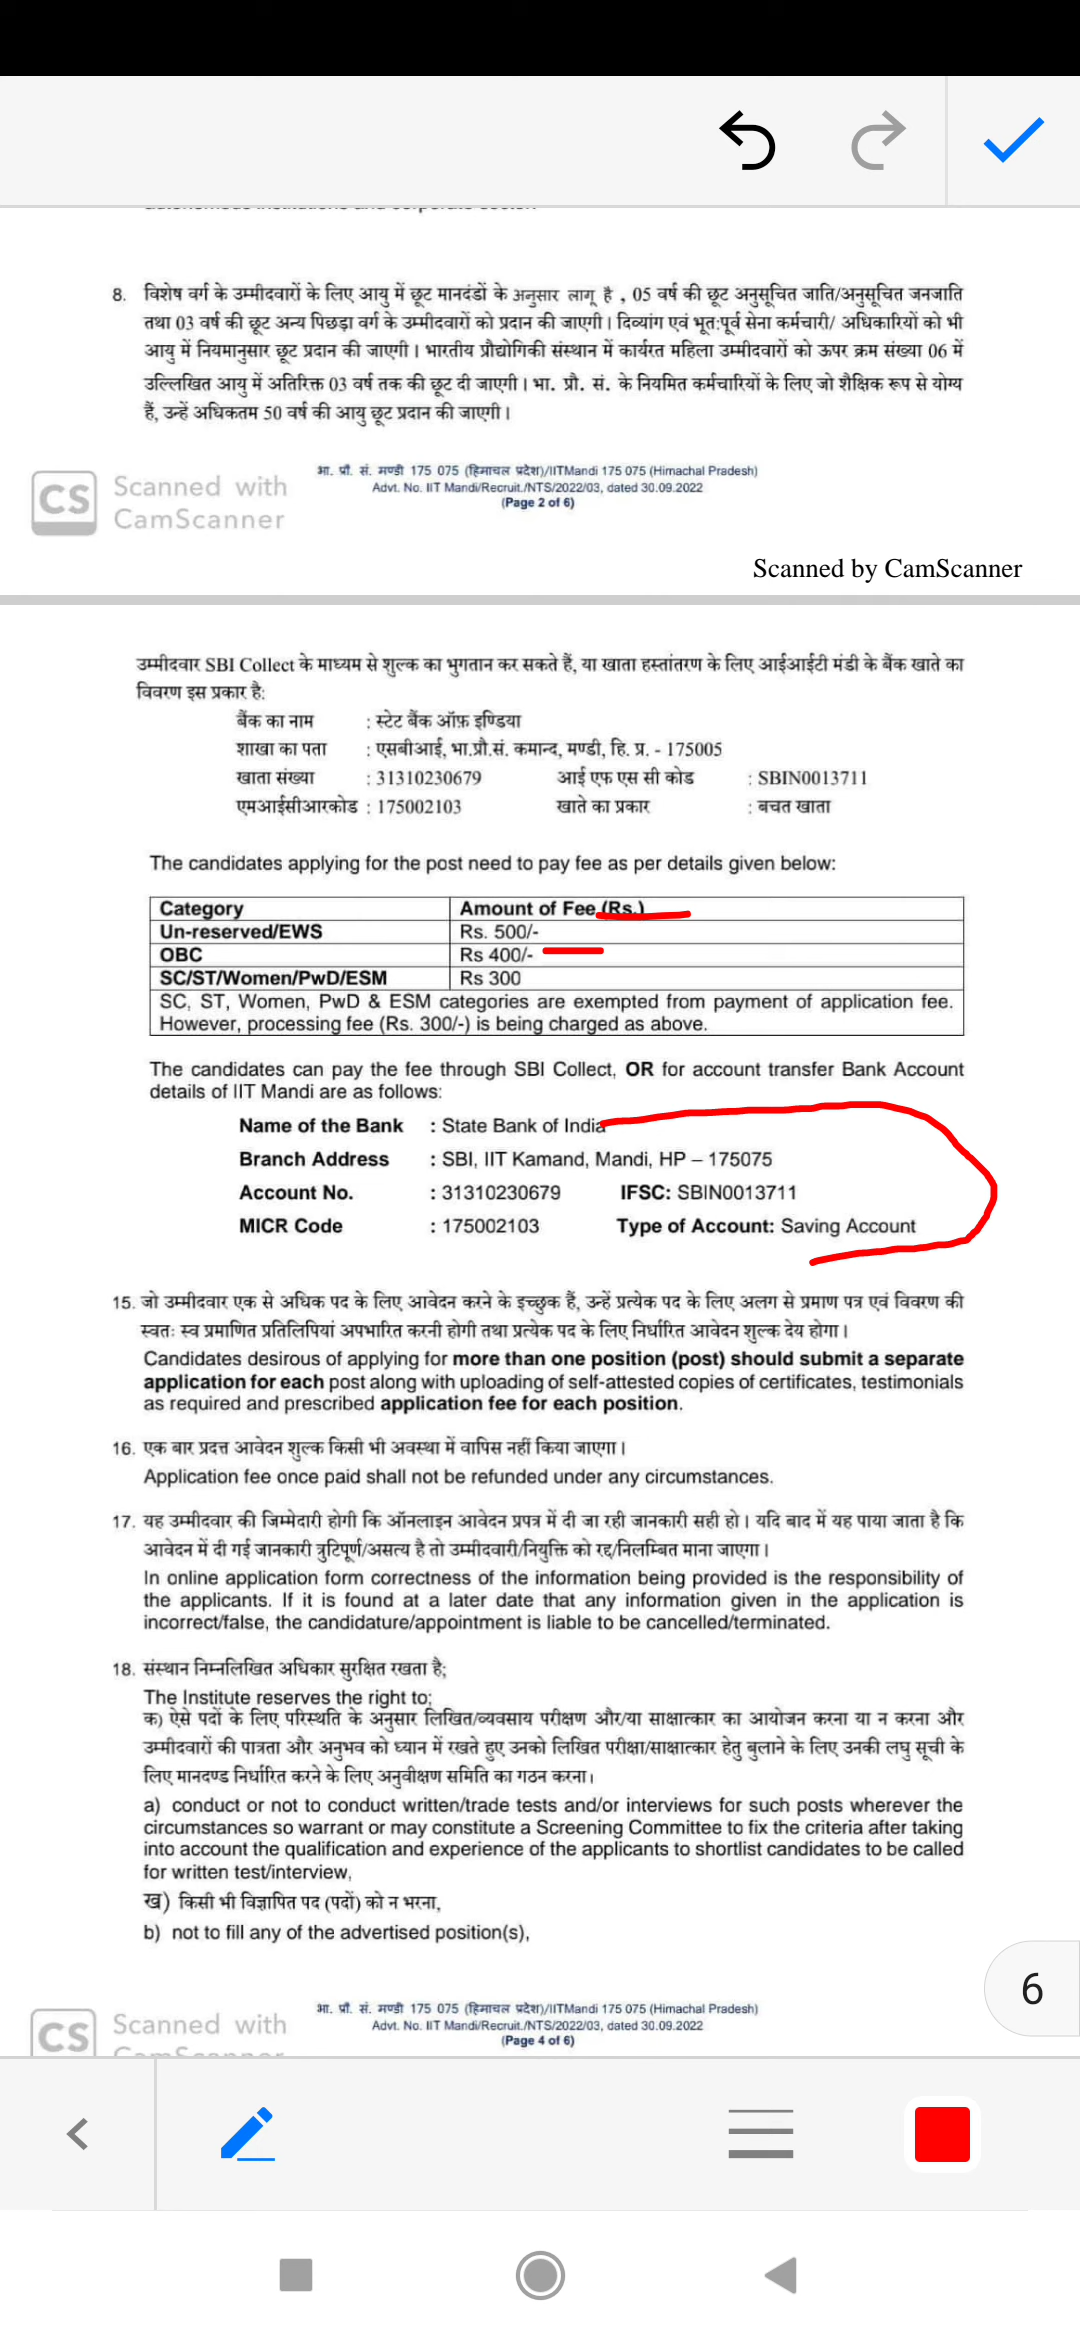 8. विशेष वर्ग के उम्मीदवारों के लिए आयु में छूट मानदंडों के अनुसार लागू है , 05 वर्ष की छूट अनुसूचित जाति/अनुसूचित जनजाति
तथा 03 वर्ष की छूट अन्य पिछड़ा वर्ग के उम्मीदवारों को प्रदान की जाएगी । दिव्यांग एवं भूत:पूर्व सेना कर्मचारी/ अधिकारियों को भी
आयु में नियमानुसार छूट प्रदान की जाएगी । भारतीय प्रौद्योगिकी संस्थान में कार्यरत महिला उम्मीदवारों को ऊपर क्रम संख्या 06 में
उल्लिखित आयु में अतिरिक्त 03 वर्ष तक की छूट दी जाएगी । भा. प्रौ. सं. के नियमित कर्मचारियों के लिए जो शैक्षिक रूप से योग्य
हैं, उन्हें अधिकतम 50 वर्ष की आयु छूट प्रदान की जाएगी ।
भा. प्रौ. सं. मण्डी 175 075 (हिमाचल प्रदेश)/IITMandi 175 075 (Himachal Pradesh)
Advt. No. IIT Mandi/Recruit./NTS/2022/03, dated 30.09.2022
(Page 2 of 6)
CS Scanned with
CamScanner
Scanned by CamScanner
उम्मीदवार SBI Collect के माध्यम से शुल्क का भुगतान कर सकते हैं, या खाता हस्तांतरण के लिए आईआईटी मंडी के बैंक खाते का
विवरण इस प्रकार है:
बैंक का नाम : स्टेट बैंक ऑफ़ इण्डिया
शाखा का पता : एसबीआई, भा.प्रौ.सं. कमान्द, मण्डी, हि. प्र. - 175005
खाता संख्या : 31310230679 आई एफ एस सी कोड : SBIN0013711
एमआईसीआरकोड : 175002103 खाते का प्रकार : बचत खाता
The candidates applying for the post need to pay fee as per details given below:
Category Amount of Fee (Rs.)
Un-reserved/EWS Rs. 500/-
OBC Rs 400/-
SC/ST/Women/PwD/ESM Rs 300
SC, ST, Women, PwD & ESM categories are exempted from payment of application fee.
However, processing fee (Rs. 300/-) is being charged as above.
The candidates can pay the fee through SBI Collect, OR for account transfer Bank Account
details of IIT Mandi are as follows:
Name of the Bank : State Bank of India
Branch Address : SBI, IIT Kamand, Mandi, HP – 175075
Account No. : 31310230679 IFSC: SBIN0013711
MICR Code : 175002103 Type of Account: Saving Account
15. जो उम्मीदवार एक से अधिक पद के लिए आवेदन करने के इच्छुक हैं, उन्हें प्रत्येक पद के लिए अलग से प्रमाण पत्र एवं विवरण की
स्वतः स्व प्रमाणित प्रतिलिपियां अपभारित करनी होगी तथा प्रत्येक पद के लिए निर्धारित आवेदन शुल्क देय होगा ।
Candidates desirous of applying for more than one position (post) should submit a separate
application for each post along with uploading of self-attested copies of certificates, testimonials
as required and prescribed application fee for each position.
16. एक बार प्रदत्त आवेदन शुल्क किसी भी अवस्था में वापिस नहीं किया जाएगा ।
Application fee once paid shall not be refunded under any circumstances.
17. यह उम्मीदवार की जिम्मेदारी होगी कि ऑनलाइन आवेदन प्रपत्र में दी जा रही जानकारी सही हो । यदि बाद में यह पाया जाता है कि
आवेदन में दी गई जानकारी त्रुटिपूर्ण/असत्य है तो उम्मीदवारी/नियुक्ति को रद्द/निलम्बित माना जाएगा ।
In online application form correctness of the information being provided is the responsibility of
the applicants. If it is found at a later date that any information given in the application is
incorrect/false, the candidature/appointment is liable to be cancelled/terminated.
18. संस्थान निम्नलिखित अधिकार सुरक्षित रखता है;
The Institute reserves the right to;
क) ऐसे पदों के लिए परिस्थति के अनुसार लिखित/व्यवसाय परीक्षण और/या साक्षात्कार का आयोजन करना या न करना और
उम्मीदवारों की पात्रता और अनुभव को ध्यान में रखते हुए उनको लिखित परीक्षा/साक्षात्कार हेतु बुलाने के लिए उनकी लघु सूची के
लिए मानदण्ड निर्धारित करने के लिए अनुवीक्षण समिति का गठन करना ।
a) conduct or not to conduct written/trade tests and/or interviews for such posts wherever the
circumstances so warrant or may constitute a Screening Committee to fix the criteria after taking
into account the qualification and experience of the applicants to shortlist candidates to be called
for written test/interview,
ख) किसी भी विज्ञापित पद (पदों) को न भरना,
b) not to fill any of the advertised position(s),
6
भा. प्रौ. सं. मण्डी 175 075 (हिमाचल प्रदेश)/IITMandi 175 075 (Himachal Pradesh)
Advt. No. IIT Mandi/Recruit./NTS/2022/03, dated 30.09.2022
(Page 4 of 6)
CS Scanned with